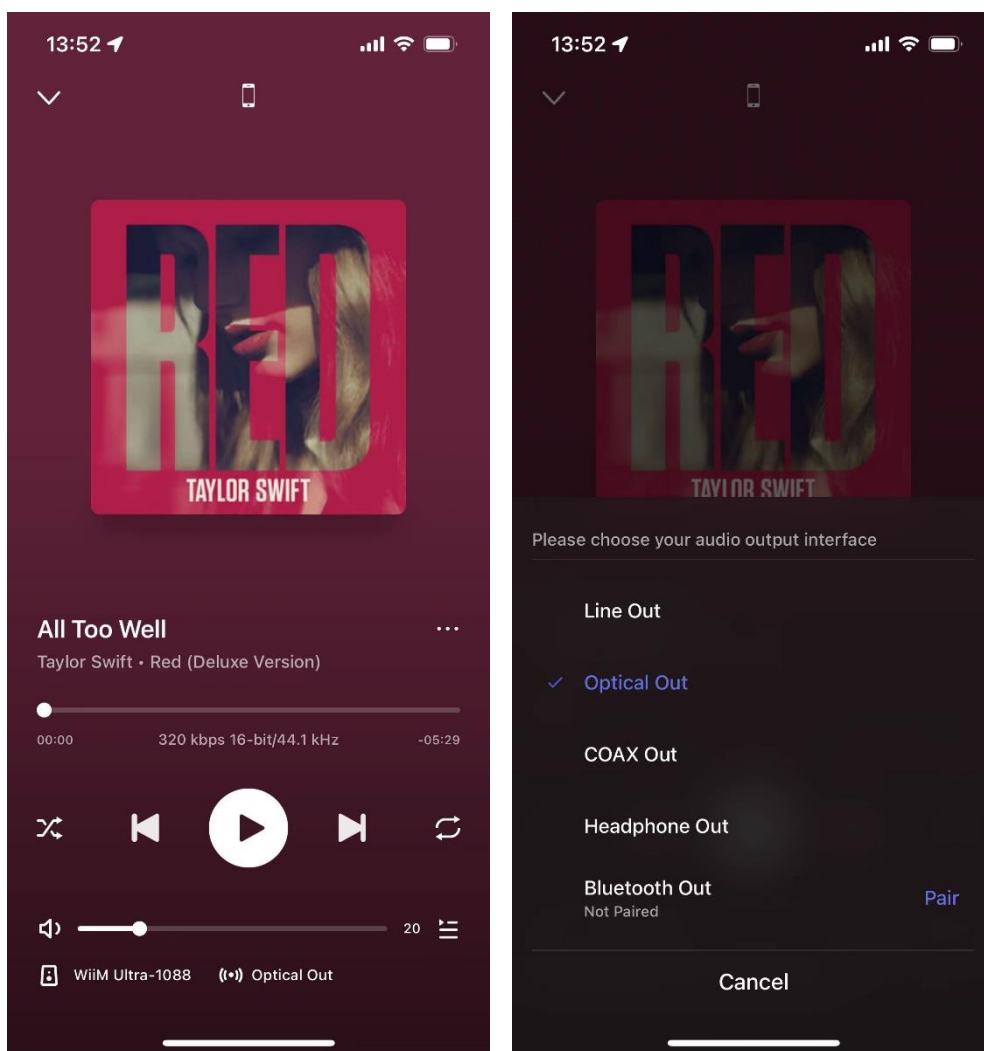 13:52
RED
TAYLOR SWIFT
All Too Well
Taylor Swift • Red (Deluxe Version)
00:00 320 kbps 16-bit/44.1 kHz -05:29
20
WiiM Ultra-1088 Optical Out
13:52
RED
TAYLOR SWIFT
Please choose your audio output interface
Line Out
Optical Out
COAX Out
Headphone Out
Bluetooth Out
Not Paired
Pair
Cancel